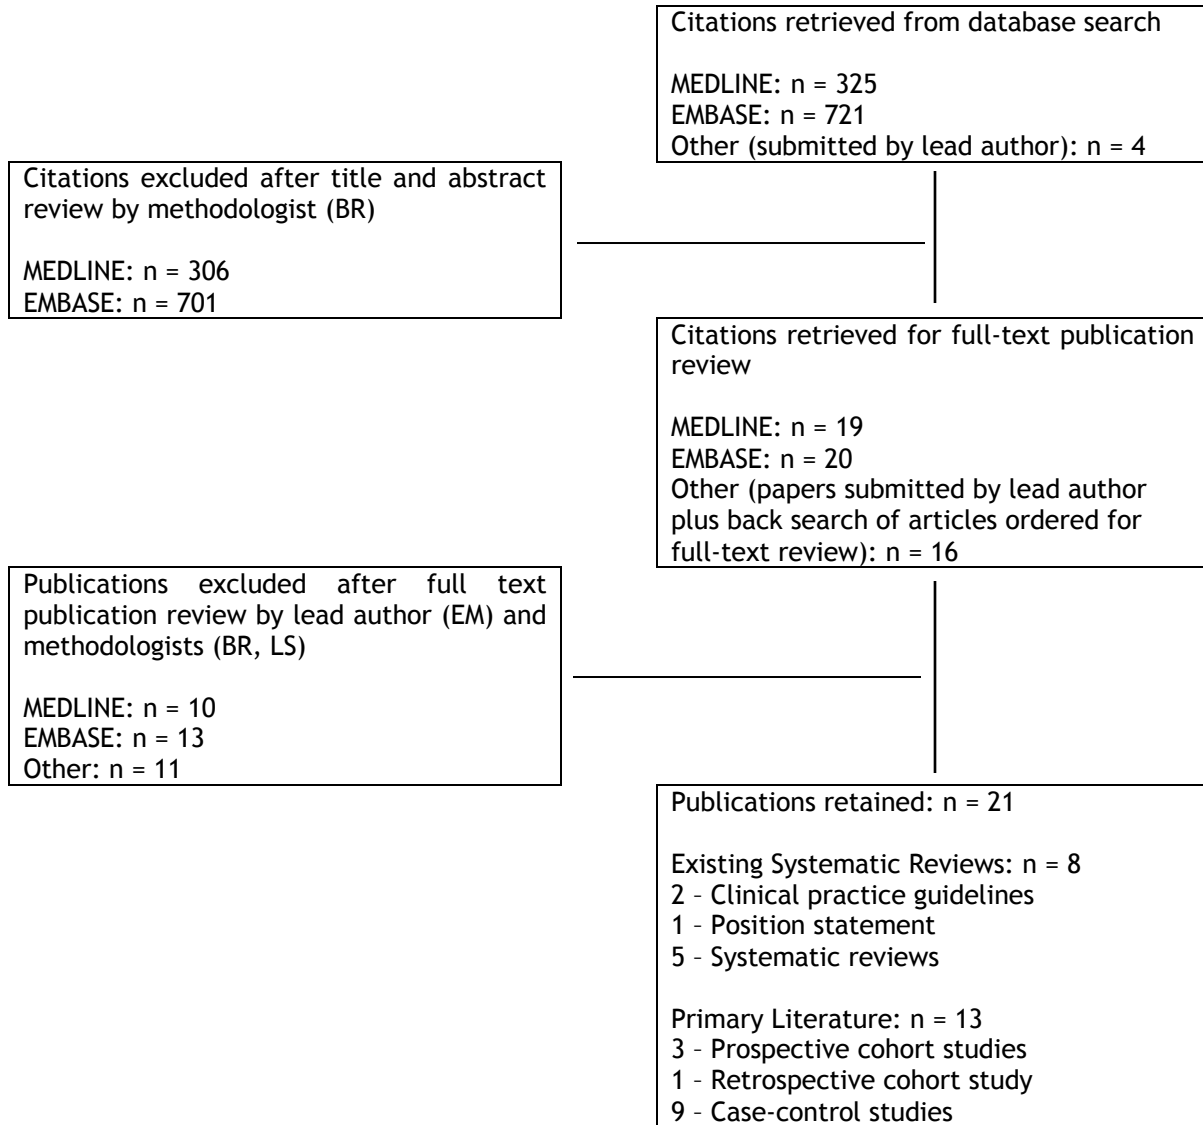 Citations retrieved from database search
MEDLINE: n = 325
EMBASE: n = 721
Other (submitted by lead author): n = 4
Citations excluded after title and abstract
review by methodologist (BR)
MEDLINE: n = 306
EMBASE: n = 701
Citations retrieved for full-text publication
review
MEDLINE: n = 19
EMBASE: n = 20
Other (papers submitted by lead author
plus back search of articles ordered for
full-text review): n = 16
Publications excluded after full text
publication review by lead author (EM) and
methodologists (BR, LS)
MEDLINE: n = 10
EMBASE: n = 13
Other: n = 11
Publications retained: n = 21
Existing Systematic Reviews: n = 8
2 – Clinical practice guidelines
1 – Position statement
5 – Systematic reviews
Primary Literature: n = 13
3 – Prospective cohort studies
1 – Retrospective cohort study
9 – Case-control studies